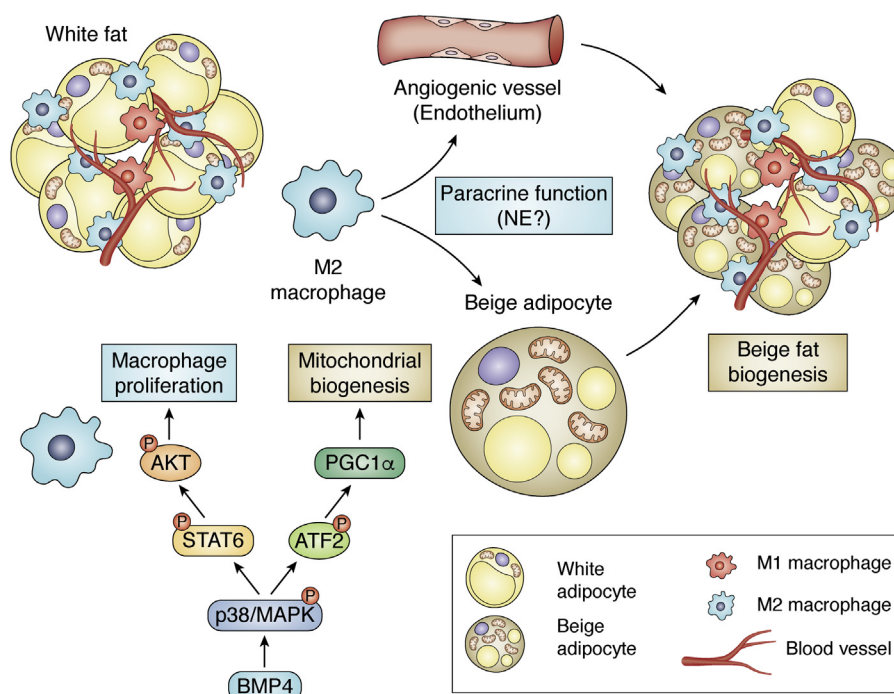 White fat
Angiogenic vessel
(Endothelium)
Paracrine function
(NE?)
M2
macrophage
Beige adipocyte
Beige fat
biogenesis
Macrophage
proliferation
Mitochondrial
biogenesis
P
AKT
PGC1α
P
STAT6
P
ATF2
P
p38/MAPK
BMP4
White
adipocyte
Beige
adipocyte
M1 macrophage
M2 macrophage
Blood vessel